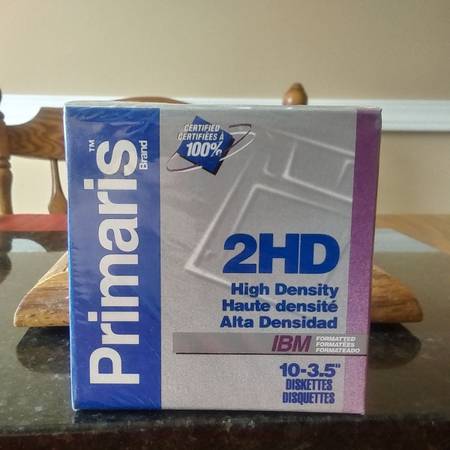 Primaris™
Brand
CERTIFIED
CERTIFIÉES À
100%
2HD
High Density
Haute densité
Alta Densidad
IBM
FORMATTED
FORMATÉES
FORMATEADO
10-3.5"
DISKETTES
DISQUETTES